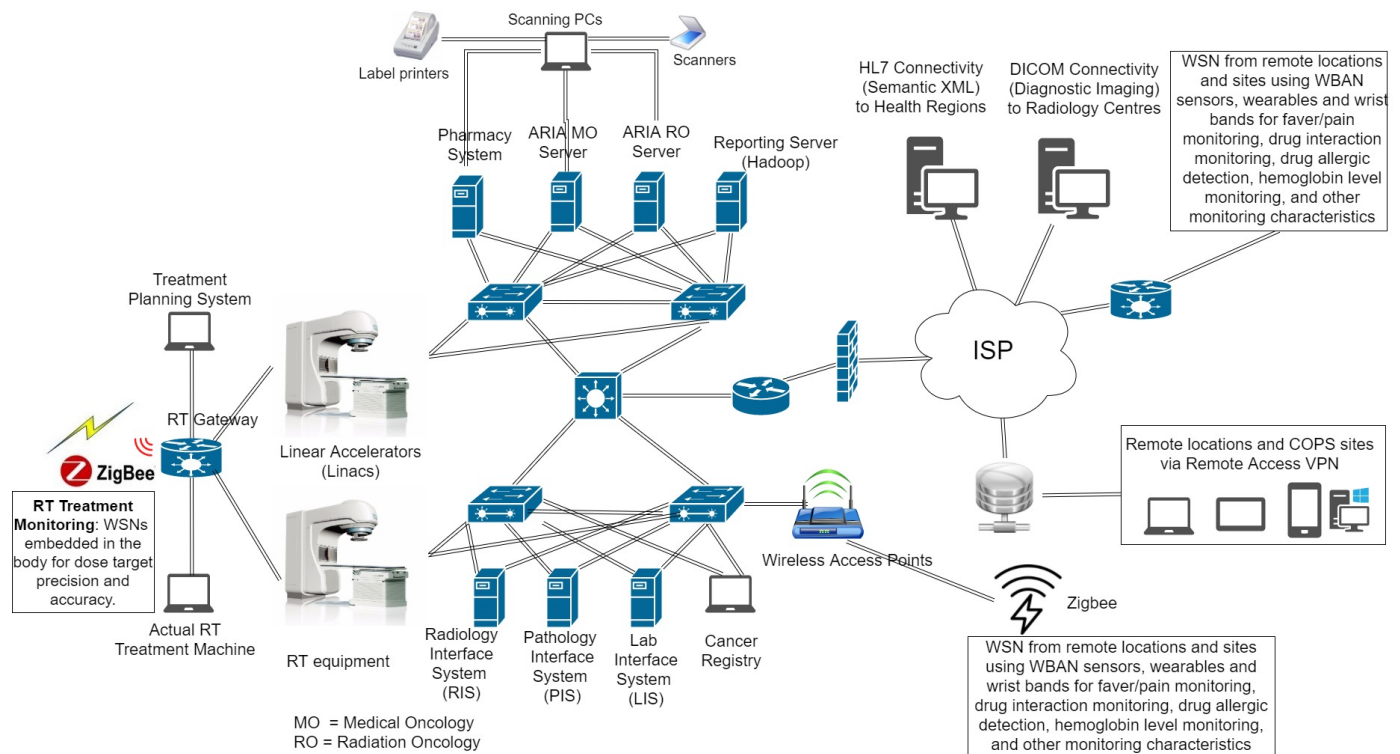 Scanning PCs
Label printers
Scanners
HL7 Connectivity
(Semantic XML)
to Health Regions
DICOM Connectivity
(Diagnostic Imaging)
to Radiology Centres
WSN from remote locations
and sites using WBAN
sensors, wearables and wrist
bands for faver/pain
monitoring, drug interaction
monitoring, drug allergic
detection, hemoglobin level
monitoring, and other
monitoring characteristics
Pharmacy
System
ARIA MO
Server
ARIA RO
Server
Reporting Server
(Hadoop)
Treatment
Planning System
ISP
RT Gateway
ZigBee
Linear Accelerators
(Linacs)
RT Treatment
Monitoring: WSNs
embedded in the
body for dose target
precision and
accuracy.
Actual RT
Treatment Machine
RT equipment
Remote locations and COPS sites
via Remote Access VPN
Wireless Access Points
Zigbee
Radiology
Interface
System
(RIS)
Pathology
Interface
System
(PIS)
Lab
Interface
System
(LIS)
Cancer
Registry
WSN from remote locations and sites
using WBAN sensors, wearables and
wrist bands for faver/pain monitoring,
drug interaction monitoring, drug allergic
detection, hemoglobin level monitoring,
and other monitoring characteristics
MO = Medical Oncology
RO = Radiation Oncology